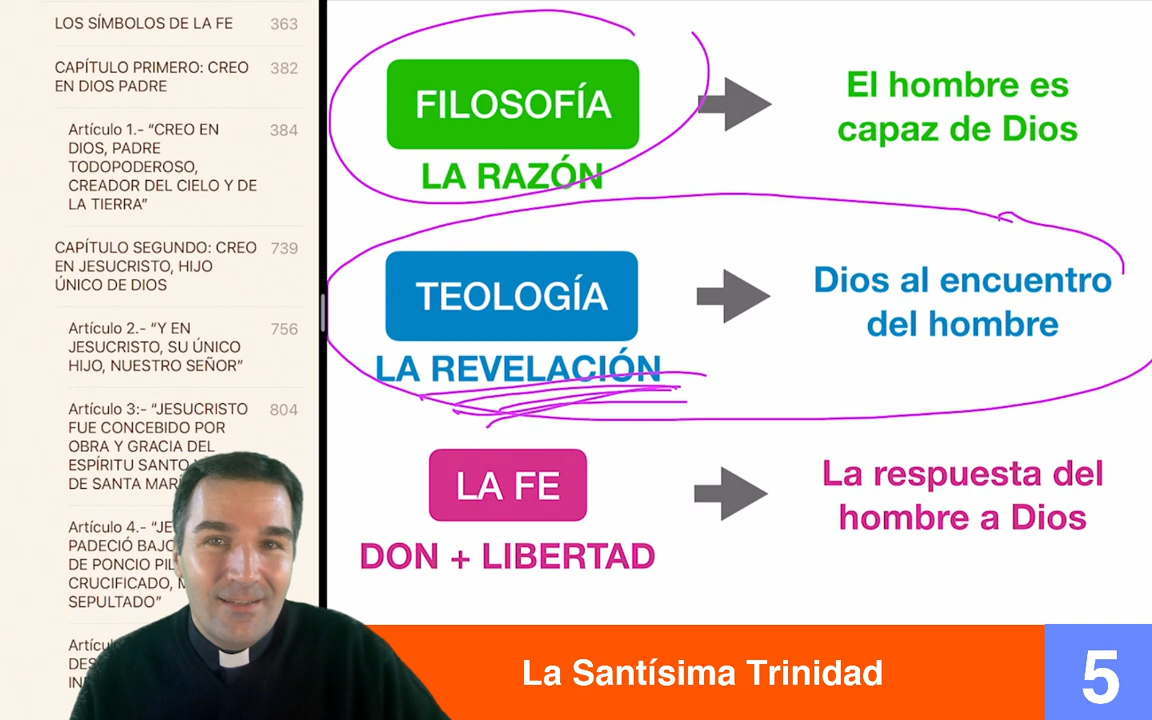 LOS SÍMBOLOS DE LA FE 363
CAPÍTULO PRIMERO: CREO 382
EN DIOS PADRE
Artículo 1.- “CREO EN 384
DIOS, PADRE
TODOPODEROSO,
CREADOR DEL CIELO Y DE
LA TIERRA”
CAPÍTULO SEGUNDO: CREO 739
EN JESUCRISTO, HIJO
ÚNICO DE DIOS
Artículo 2.- “Y EN 756
JESUCRISTO, SU ÚNICO
HIJO, NUESTRO SEÑOR”
Artículo 3:- “JESUCRISTO 804
FUE CONCEBIDO POR
OBRA Y GRACIA DEL
ESPÍRITU SANTO
DE SANTA
Artículo 4.-
PADECIÓ
DE PONCIO
CRUCIFICADO,
SEPULTADO”
FILOSOFÍA
LA RAZÓN
El hombre es
capaz de Dios
TEOLOGÍA
LA REVELACIÓN
Dios al encuentro
del hombre
LA FE
DON + LIBERTAD
La respuesta del
hombre a Dios
La Santísima Trinidad
5